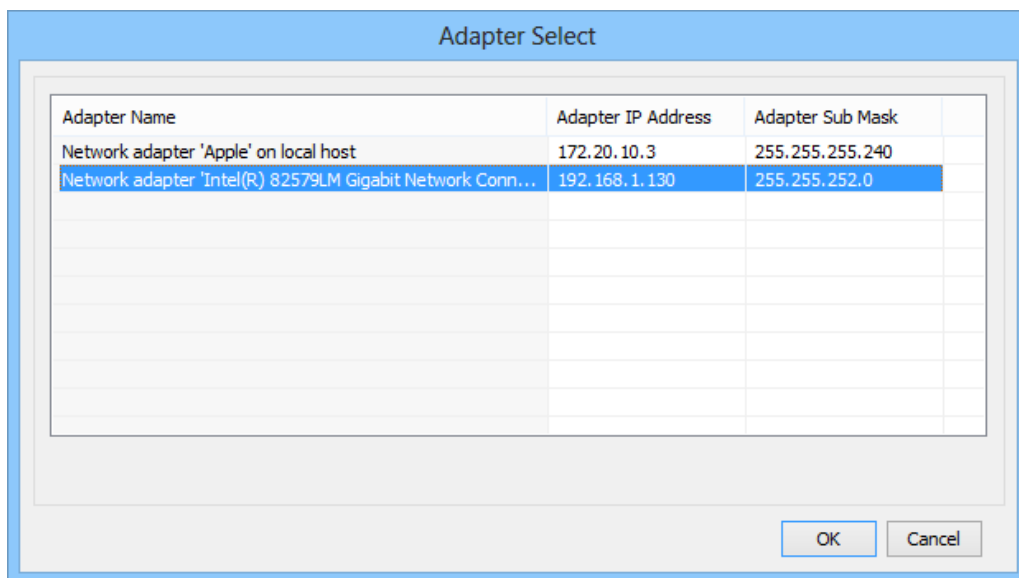 Adapter Select
Adapter Name Adapter IP Address Adapter Sub Mask
Network adapter 'Apple' on local host 172.20.10.3 255.255.255.240
Network adapter 'Intel(R) 82579LM Gigabit Network Conn... 192.168.1.130 255.255.252.0
OK Cancel